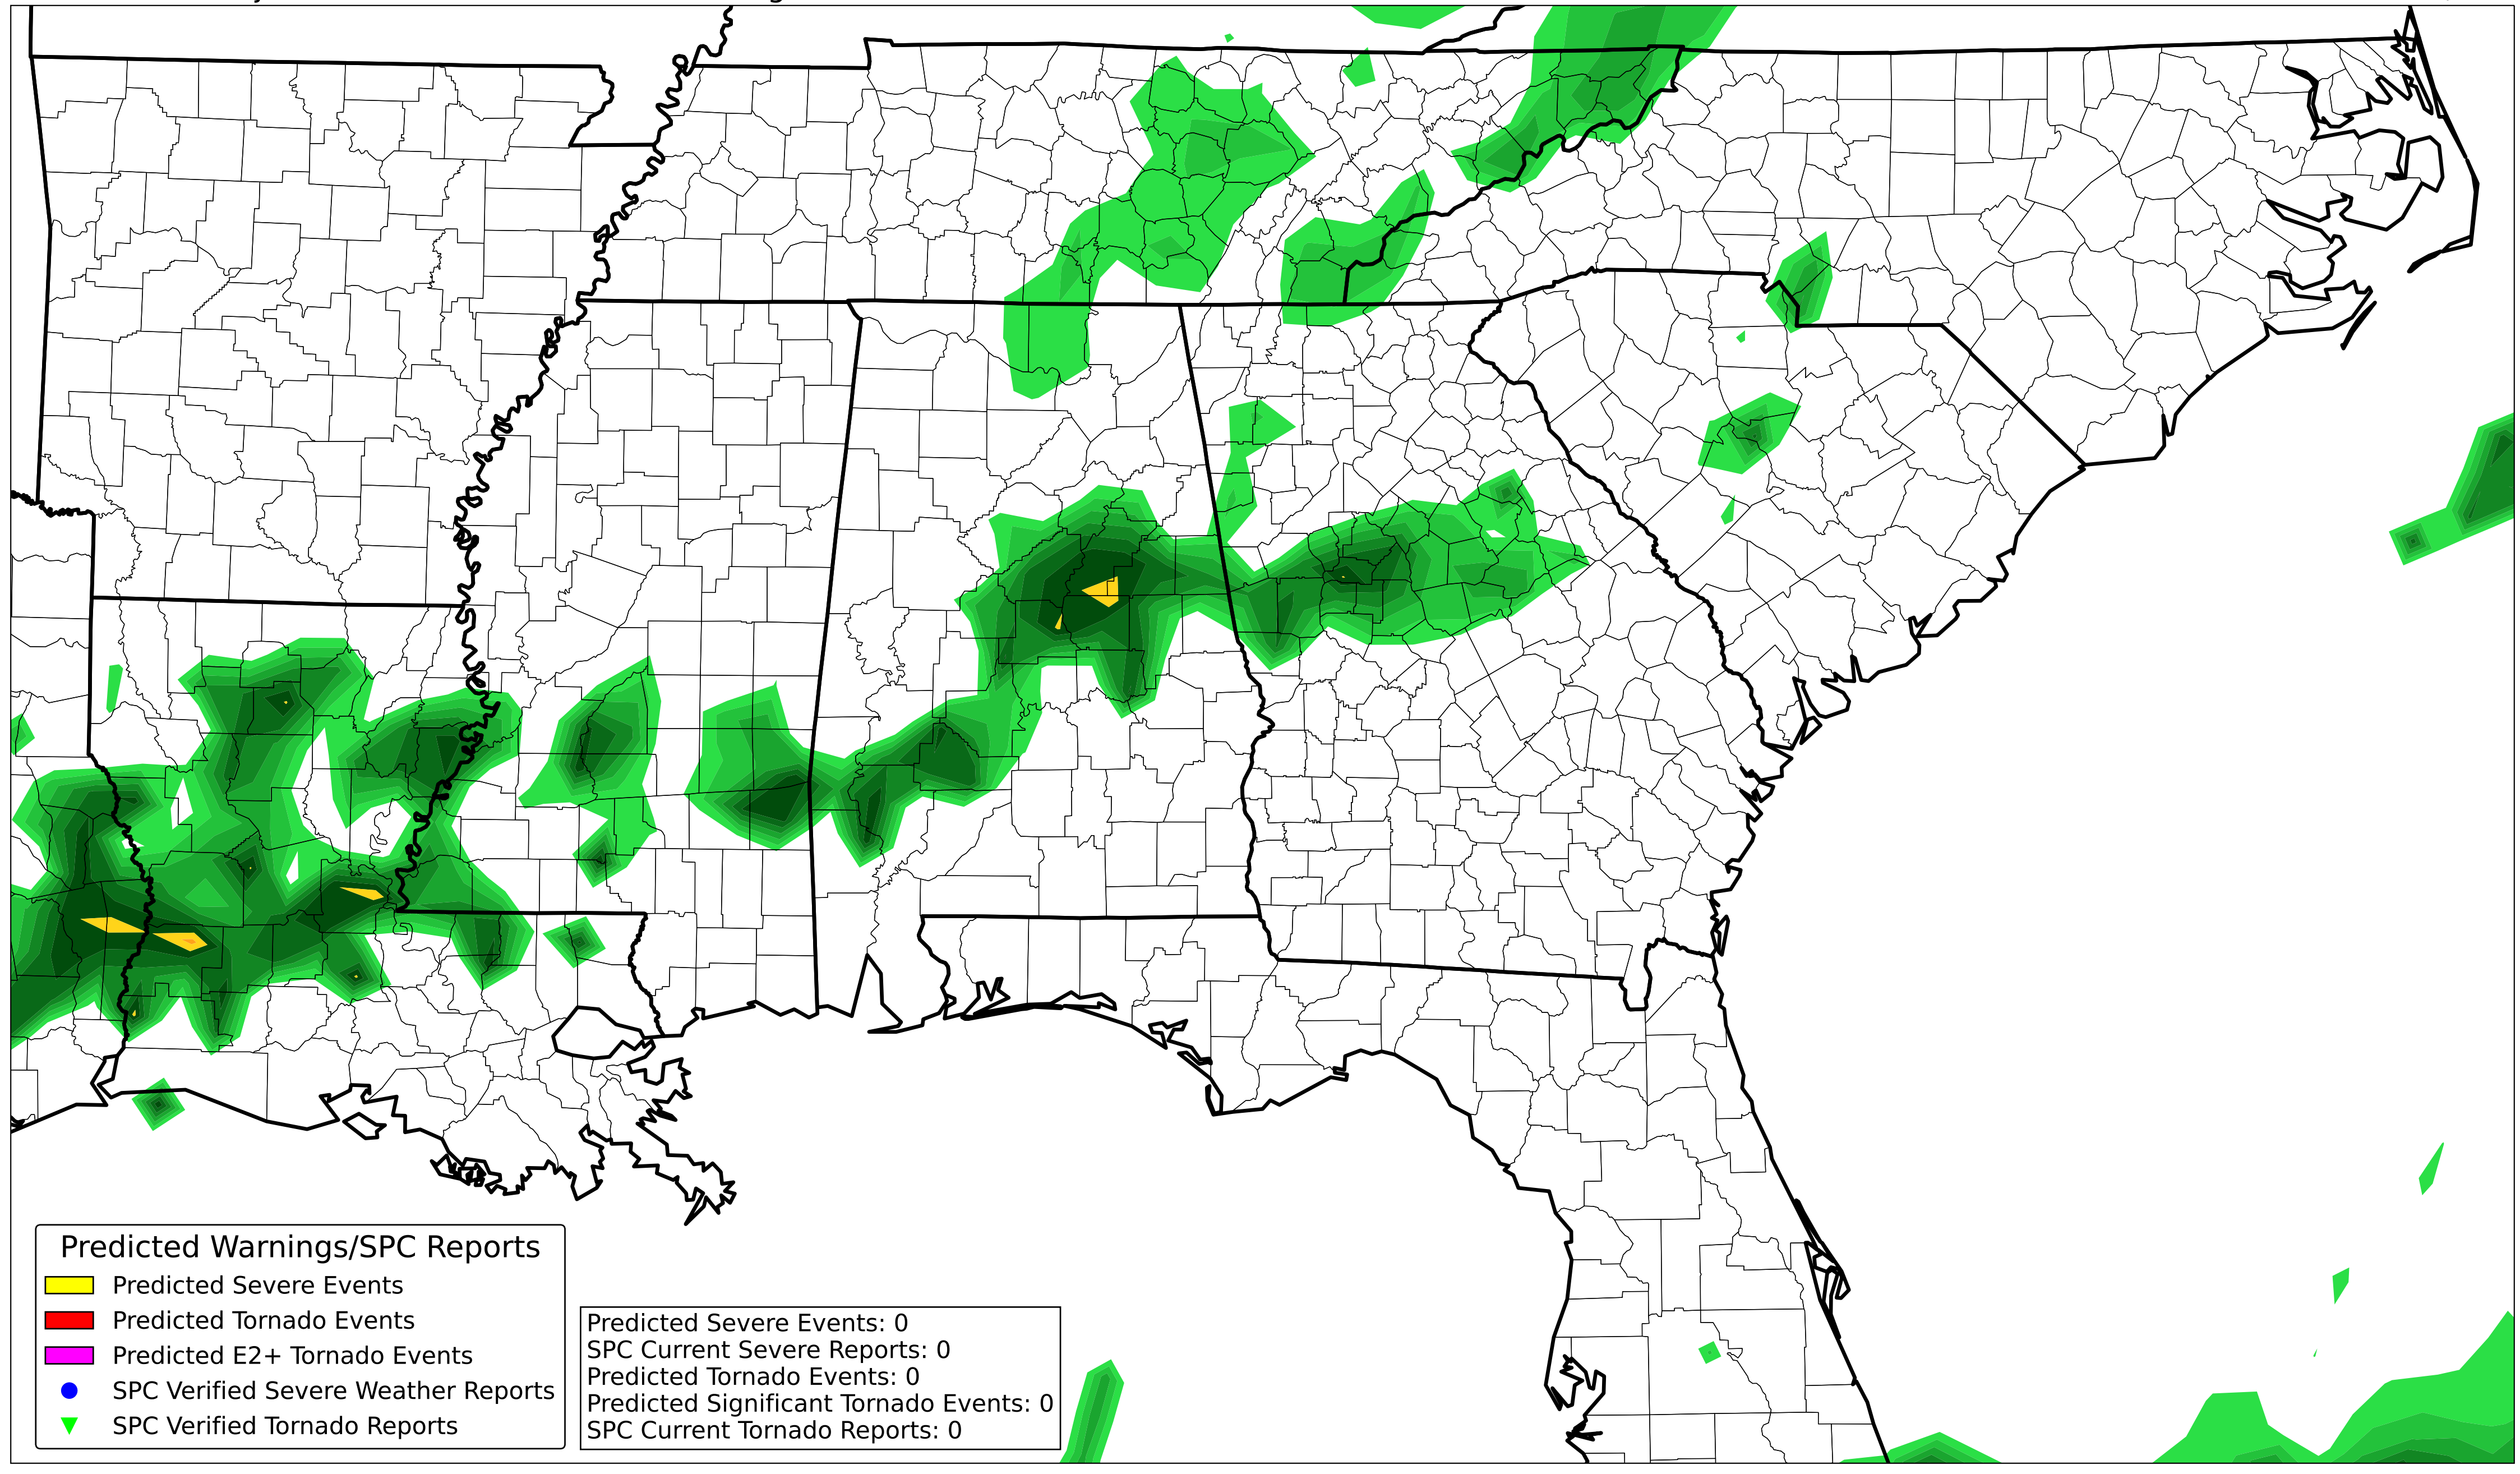 Predicted Warnings/SPC Reports
Predicted Severe Events
Predicted Tornado Events
Predicted E2+ Tornado Events
SPC Verified Severe Weather Reports
SPC Verified Tornado Reports
Predicted Severe Events: 0
SPC Current Severe Reports: 0
Predicted Tornado Events: 0
Predicted Significant Tornado Events: 0
SPC Current Tornado Reports: 0